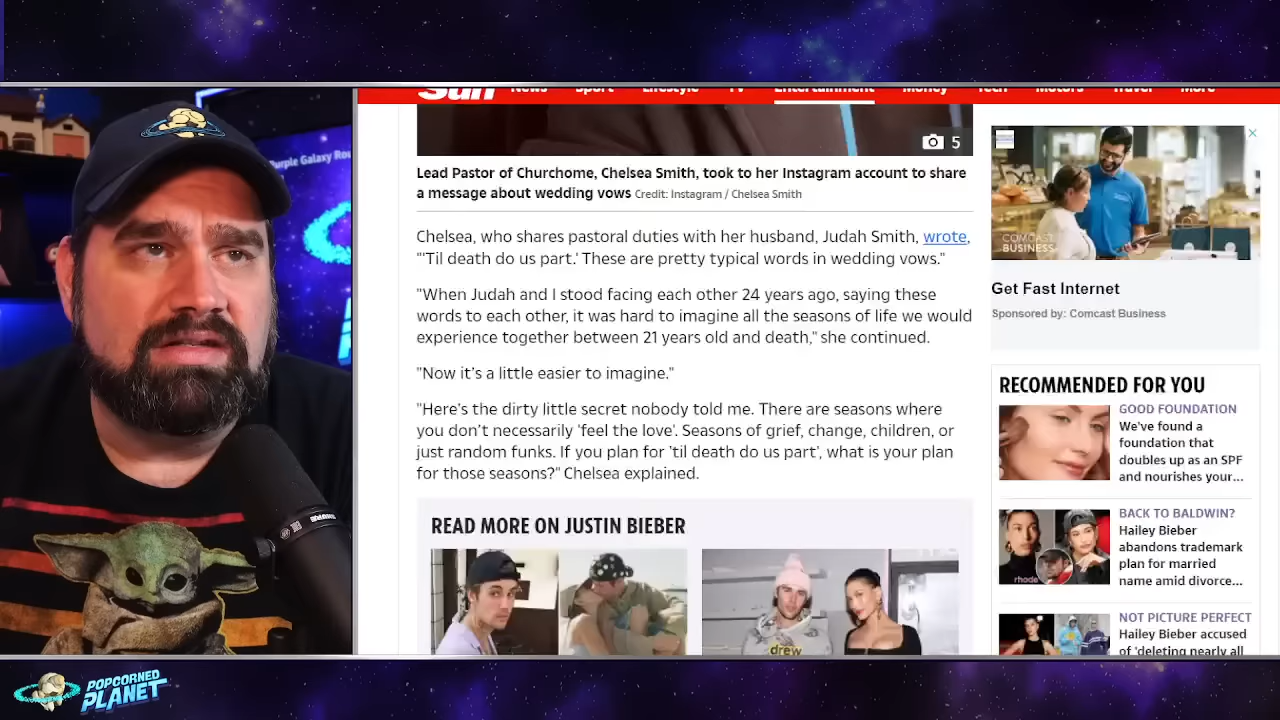 Sun News Sport Lifestyle TV Entertainment Money Tech Motors Travel More
Purple Galaxy
5
Lead Pastor of Churchome, Chelsea Smith, took to her Instagram account to share
a message about wedding vows Credit: Instagram / Chelsea Smith
Chelsea, who shares pastoral duties with her husband, Judah Smith, wrote,
"'Til death do us part.' These are pretty typical words in wedding vows."
"When Judah and I stood facing each other 24 years ago, saying these
words to each other, it was hard to imagine all the seasons of life we would
experience together between 21 years old and death," she continued.
"Now it's a little easier to imagine."
"Here's the dirty little secret nobody told me. There are seasons where
you don't necessarily 'feel the love'. Seasons of grief, change, children, or
just random funks. If you plan for 'til death do us part', what is your plan
for those seasons?" Chelsea explained.
READ MORE ON JUSTIN BIEBER
drew
COMCAST
BUSINESS
Get Fast Internet
Sponsored by: Comcast Business
RECOMMENDED FOR YOU
GOOD FOUNDATION
We've found a
foundation that
doubles up as an SPF
and nourishes your...
BACK TO BALDWIN?
Hailey Bieber
abandons trademark
plan for married
name amid divorce...
rhode
NOT PICTURE PERFECT
Hailey Bieber accused
of 'deleting nearly all
POPCORNED
PLANET